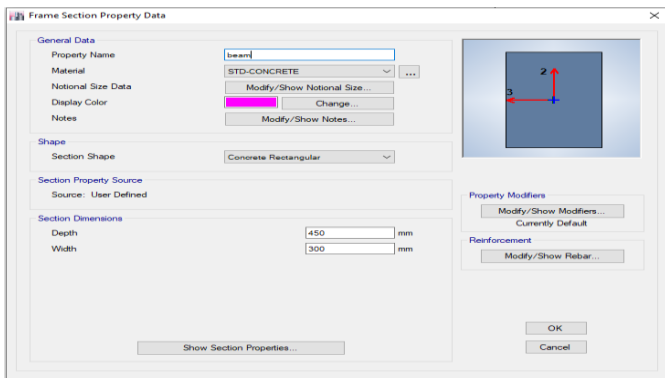 Frame Section Property Data
General Data
Property Name beam
Material STD-CONCRETE ...
Notional Size Data Modify/Show Notional Size...
Display Color Change...
Notes Modify/Show Notes...
Shape
Section Shape Concrete Rectangular
Section Property Source
Source: User Defined
Section Dimensions
Depth 450 mm
Width 300 mm
Show Section Properties...
2
3
Property Modifiers
Modify/Show Modifiers...
Currently Default
Reinforcement
Modify/Show Rebar...
OK
Cancel